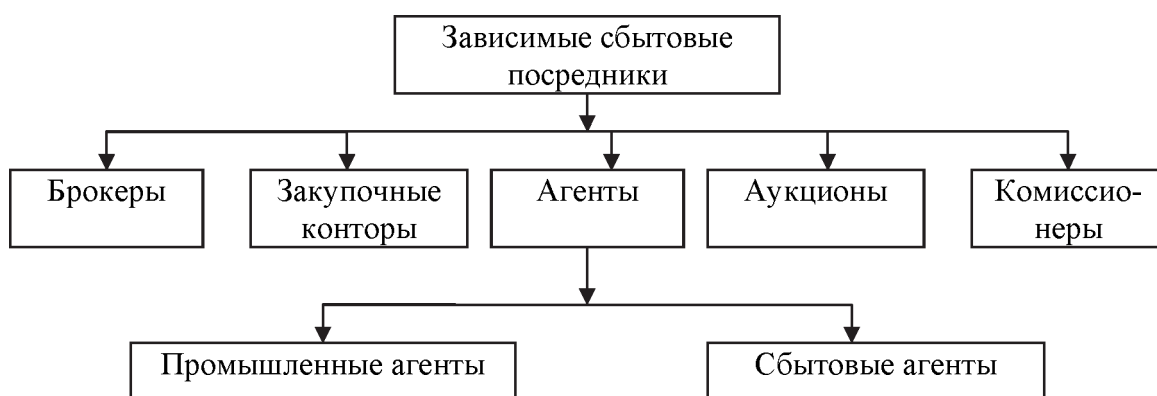 Зависимые сбытовые
посредники
Брокеры
Закупочные
конторы
Агенты
Аукционы
Комиссио-
неры
Промышленные агенты
Сбытовые агенты